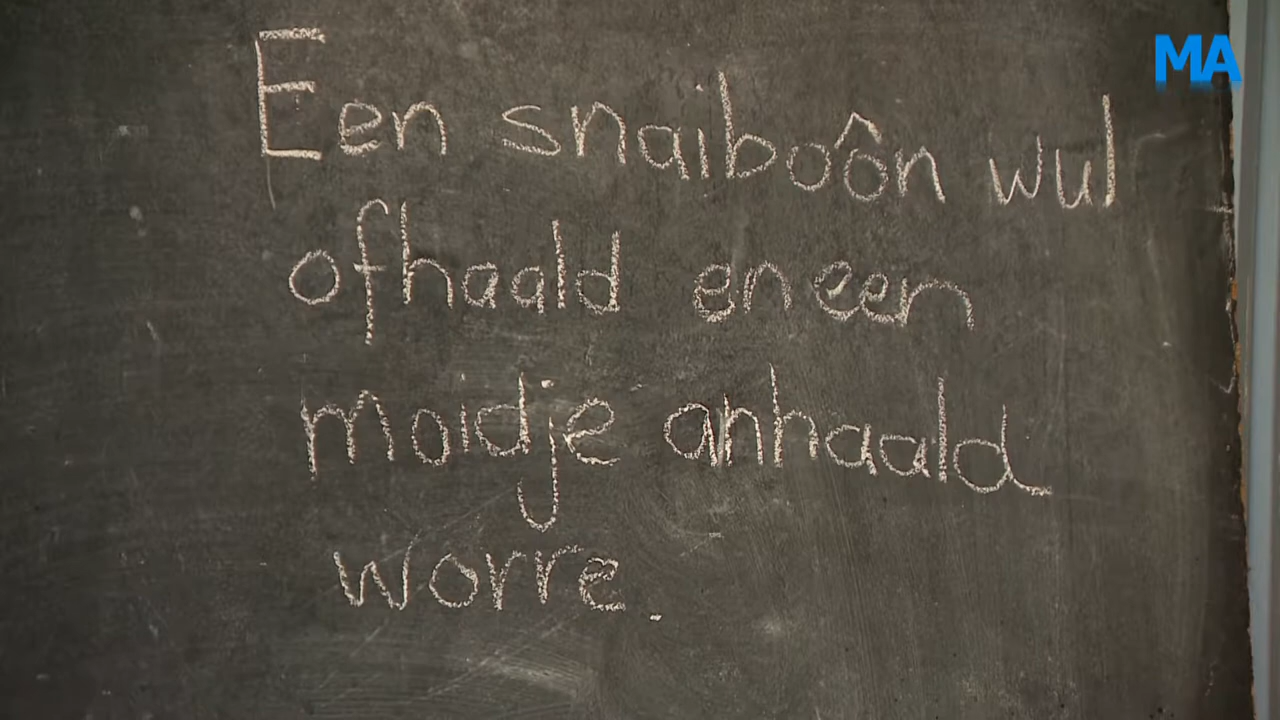 MA
Een snaiboôn wul
ofhaald en een
moidje anhaald
worre.